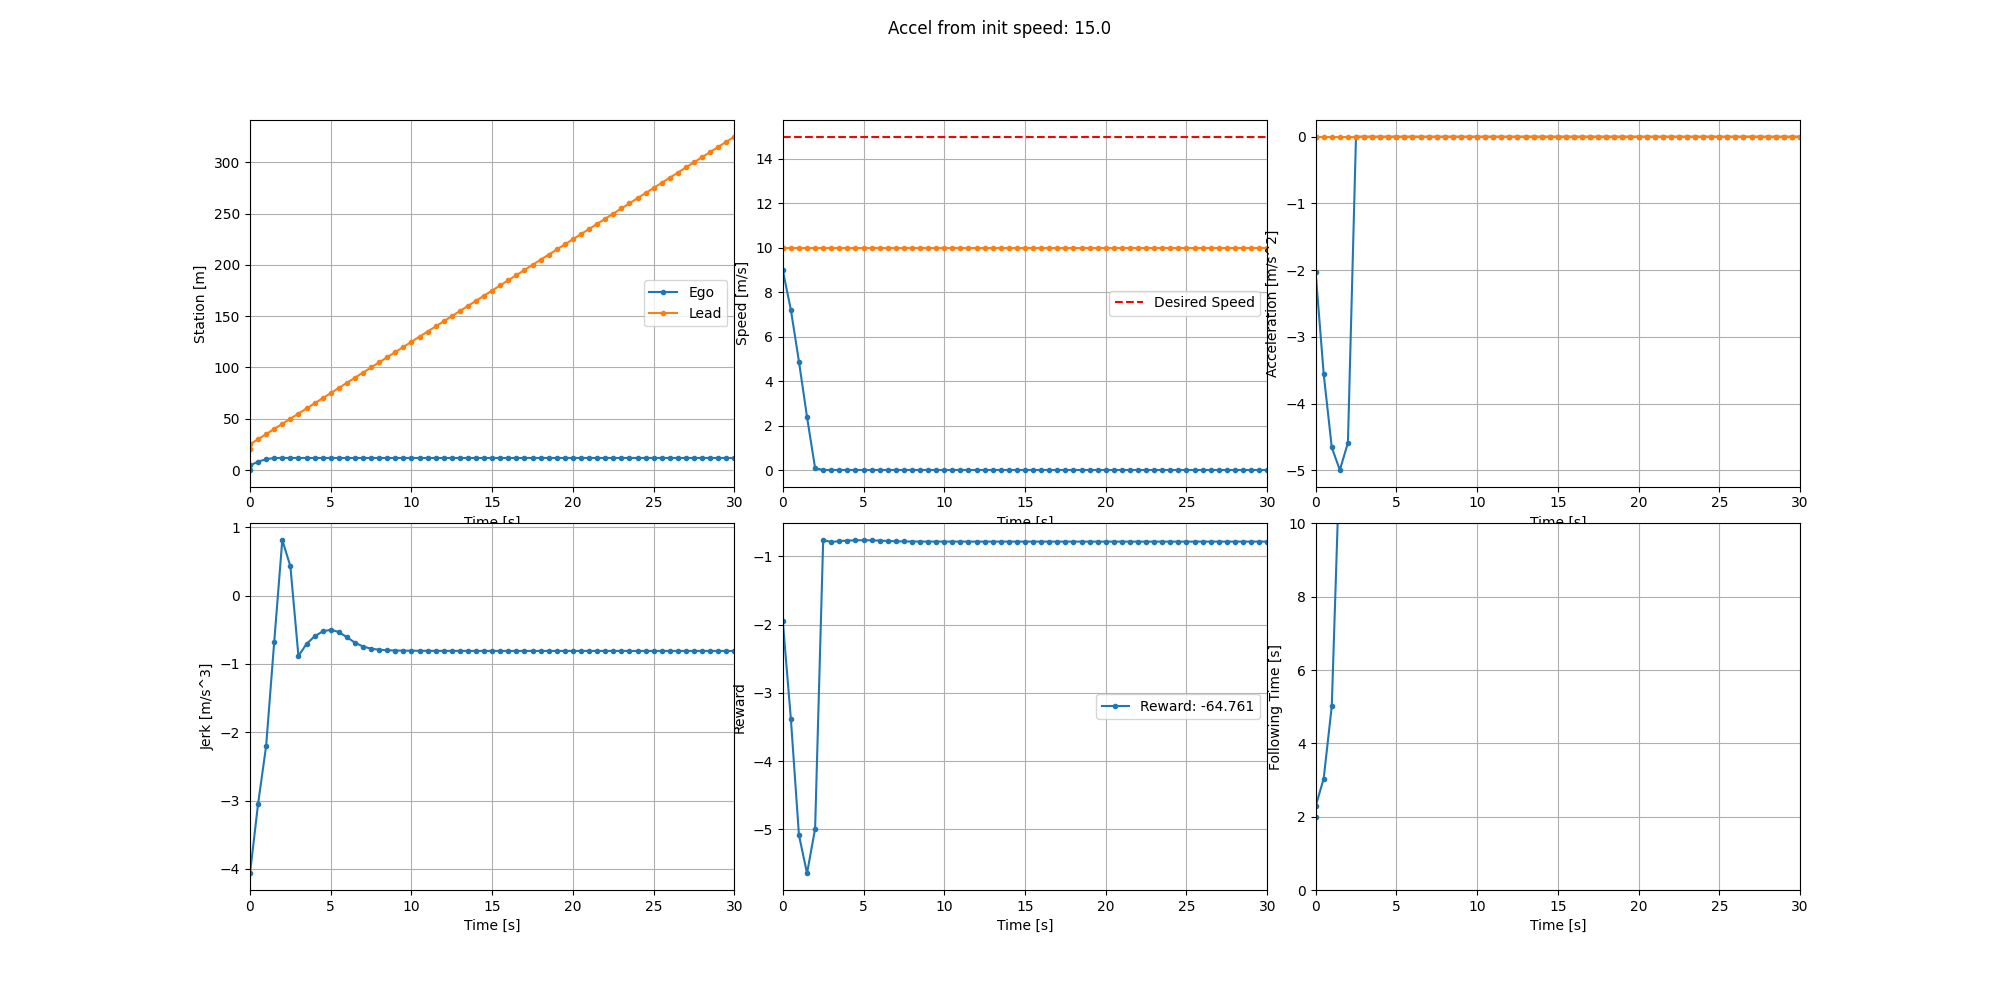 Accel from init speed: 15.0
Station [m]
300
250
200
150
100
50
0
0 5 10 15 20 25 30
Time [s]
Ego
Lead
Speed [m/s]
14
12
10
8
6
4
2
0
0 5 10 15 20 25 30
Time [s]
Desired Speed
Acceleration [m/s^2]
0
−1
−2
−3
−4
−5
0 5 10 15 20 25 30
Time [s]
Jerk [m/s^3]
1
0
−1
−2
−3
−4
0 5 10 15 20 25 30
Time [s]
Reward
−1
−2
−3
−4
−5
0 5 10 15 20 25 30
Time [s]
Reward: -64.761
Following Time [s]
10
8
6
4
2
0
0 5 10 15 20 25 30
Time [s]